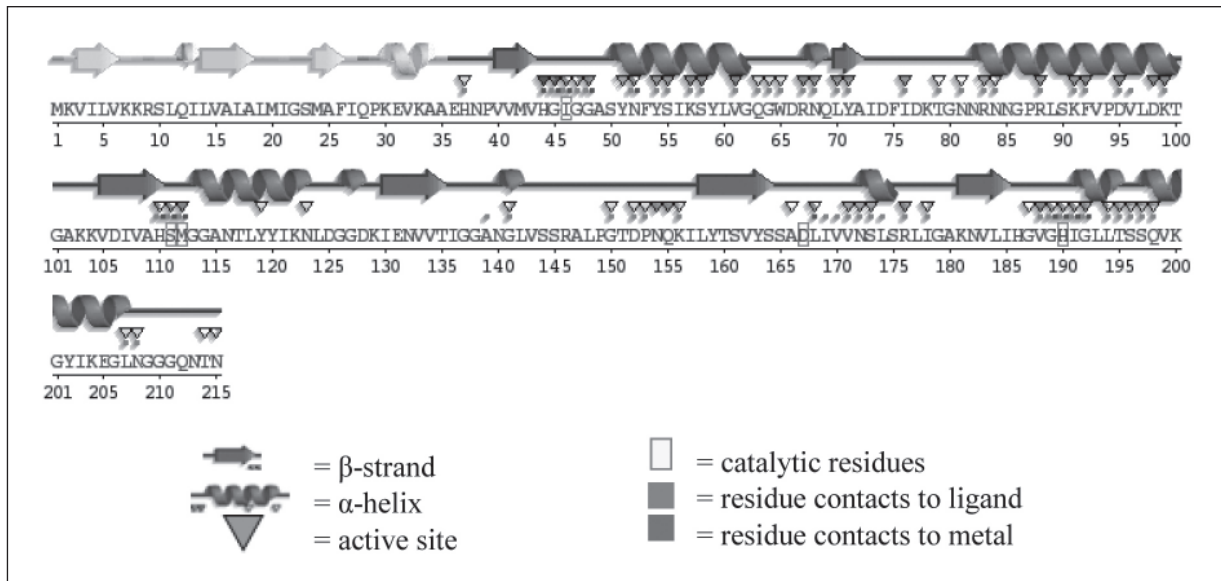 MKVILVKKRSLQILVALALMIGSMAFIQPKEVKAAEHNPVVMVHGIGGASYNFYSIKSYLVGQGWDRNQLYAIDFIDKTGNNRNNGPRLSKFVPDVLDKT
1 5 10 15 20 25 30 35 40 45 50 55 60 65 70 75 80 85 90 95 100
GAKKVDIVAHSMGGANTLYYIKNLDGGDKIENVVTIGGANGLVSSRALPGTDPNQKILYTSVYSSADLIVVNSLSRLIGAKNVLIHGVGHIGLLTSSQVK
101 105 110 115 120 125 130 135 140 145 150 155 160 165 170 175 180 185 190 195 200
GYIKEGLNGGGQNTN
201 205 210 215
= β-strand
= α-helix
= active site
= catalytic residues
= residue contacts to ligand
= residue contacts to metal